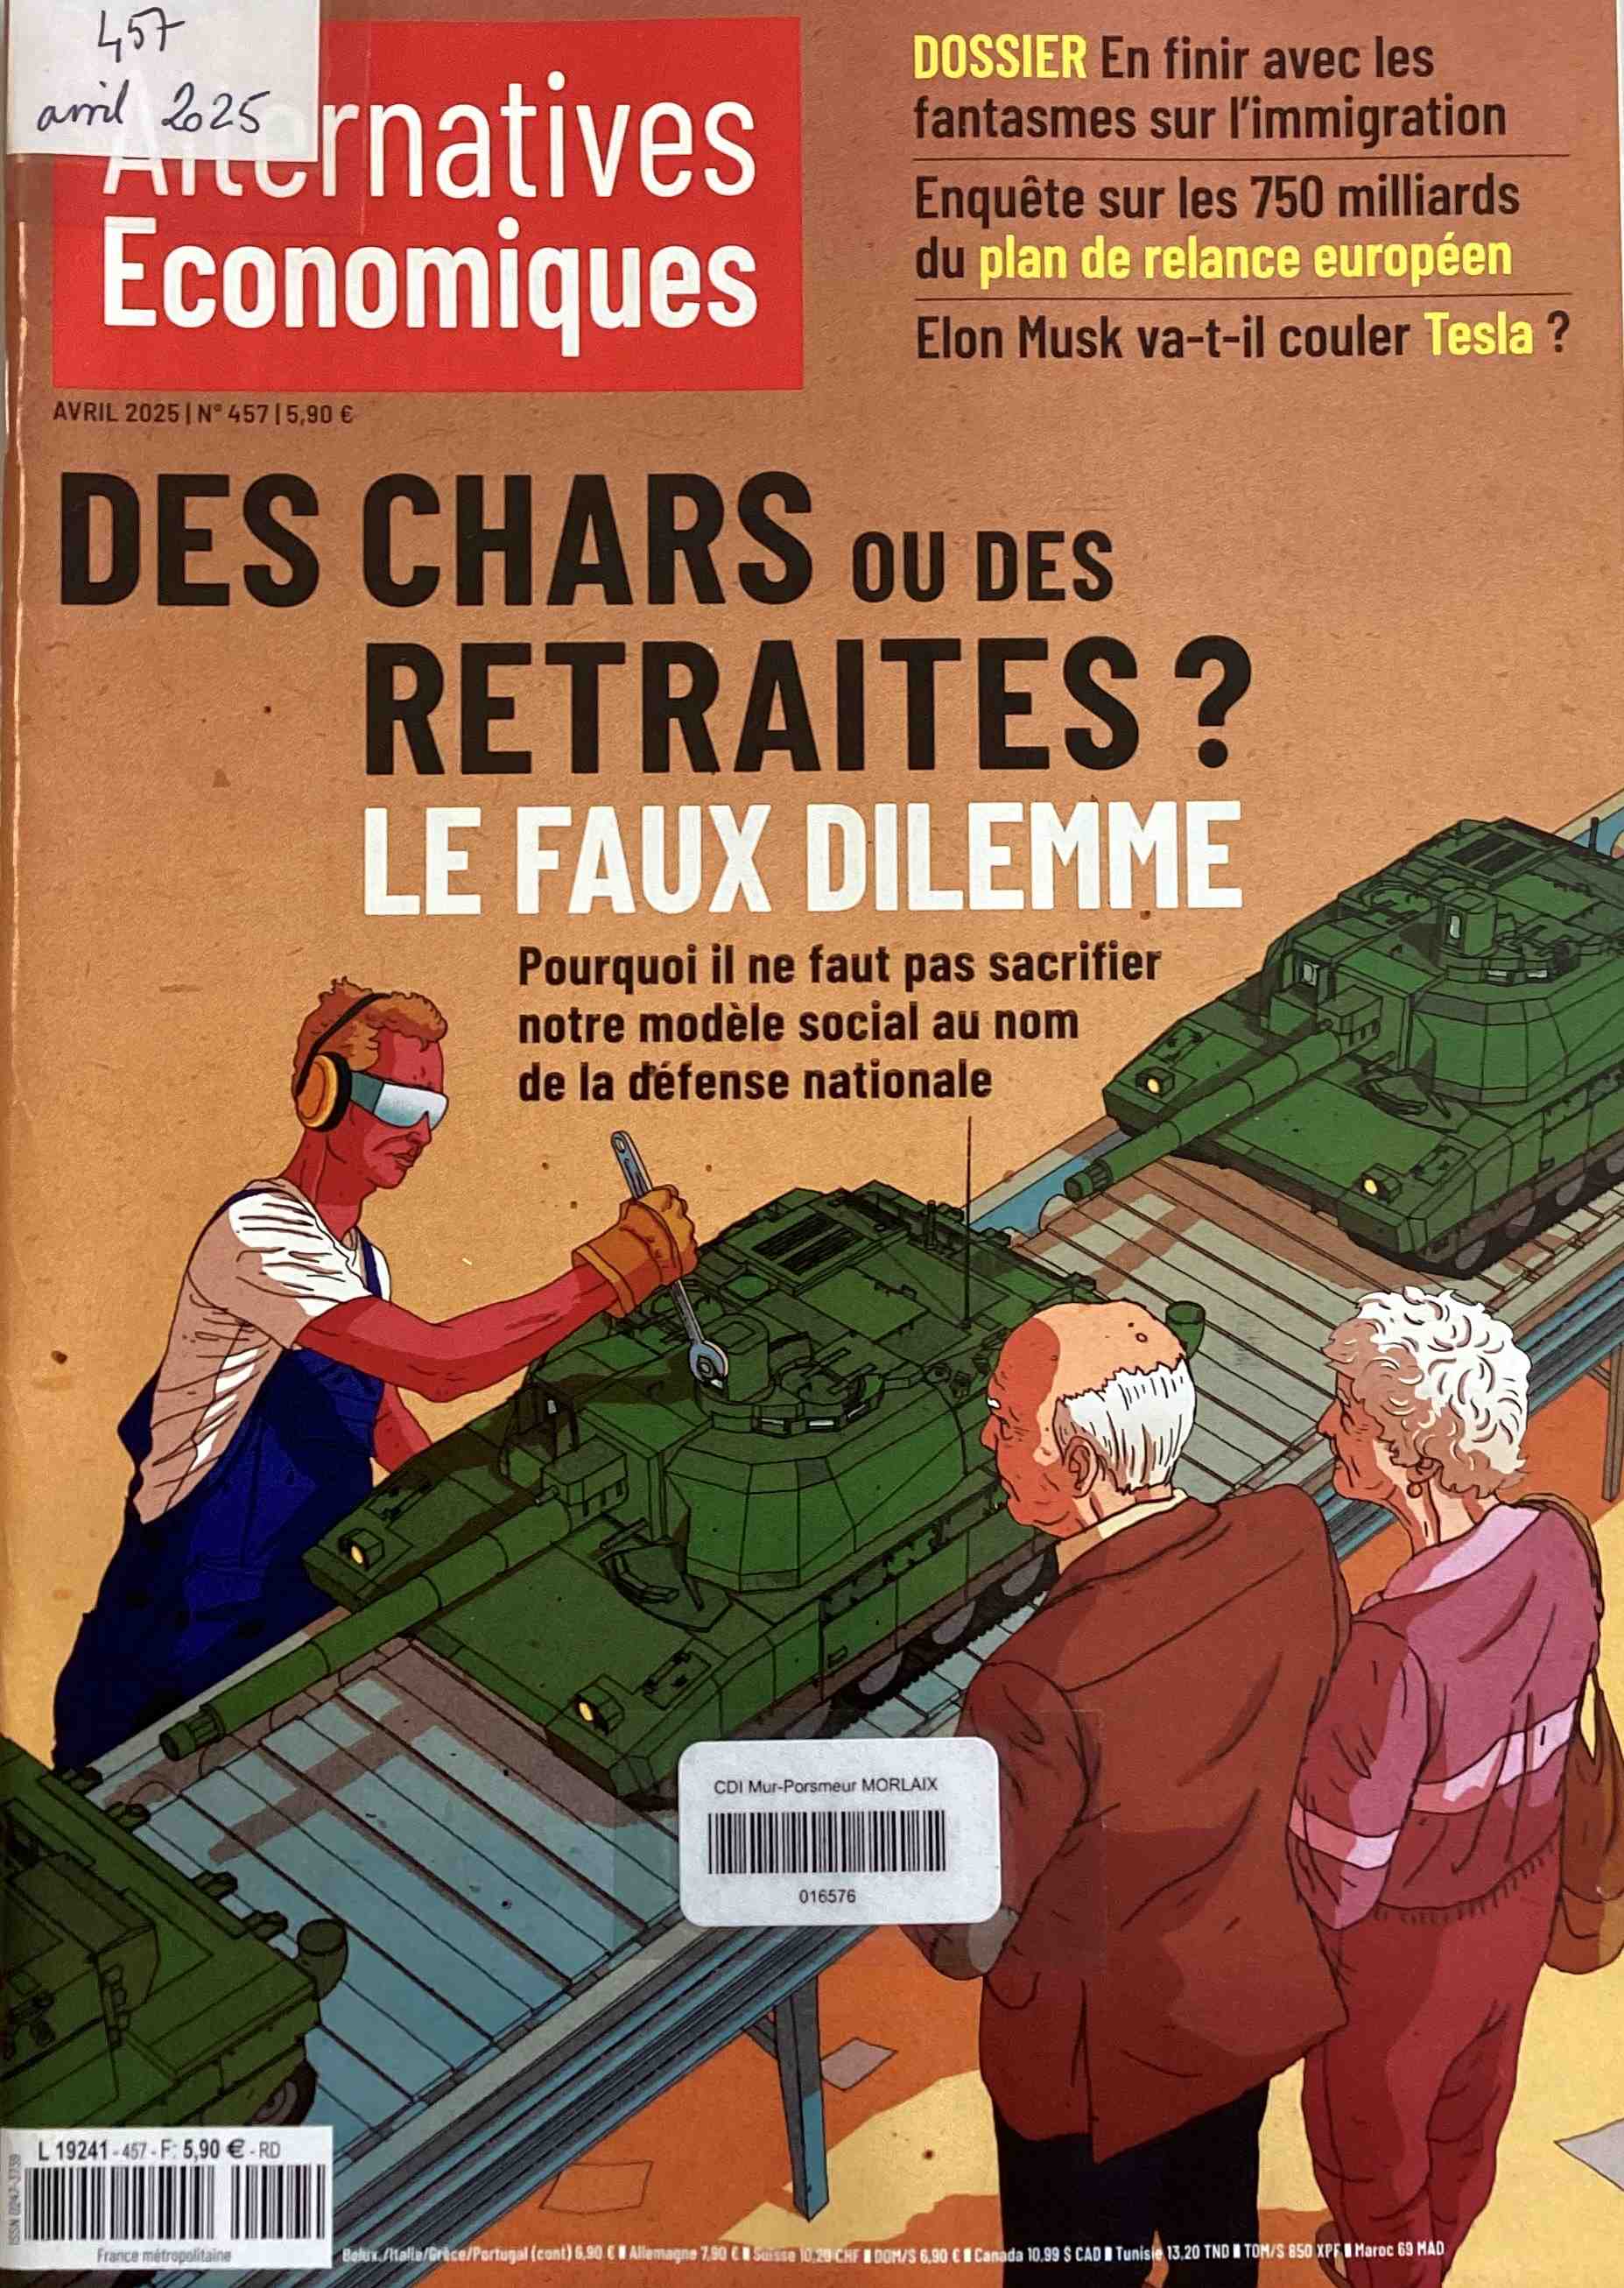 457
avril 2025
Alternatives
Economiques
AVRIL 2025 | N° 457 | 5,90 €
DOSSIER En finir avec les
fantasmes sur l'immigration
Enquête sur les 750 milliards
du plan de relance européen
Elon Musk va-t-il couler Tesla ?
DES CHARS OU DES
RETRAITES ?
LE FAUX DILEMME
Pourquoi il ne faut pas sacrifier
notre modèle social au nom
de la défense nationale
CDI Mur-Porsmeur MORLAIX
016576
L 19241 - 457 - F: 5,90 € - RD
ISSN 0247-3739
France métropolitaine
Belux./Italie/Grèce/Portugal (cont) 6,90 € ▮ Allemagne 7,90 € ▮ Suisse 10,20 CHF ▮ DOM/S 6,90 € ▮ Canada 10.99 $ CAD ▮ Tunisie 13.20 TND ▮ TOM/S 850 XPF ▮ Maroc 69 MAD